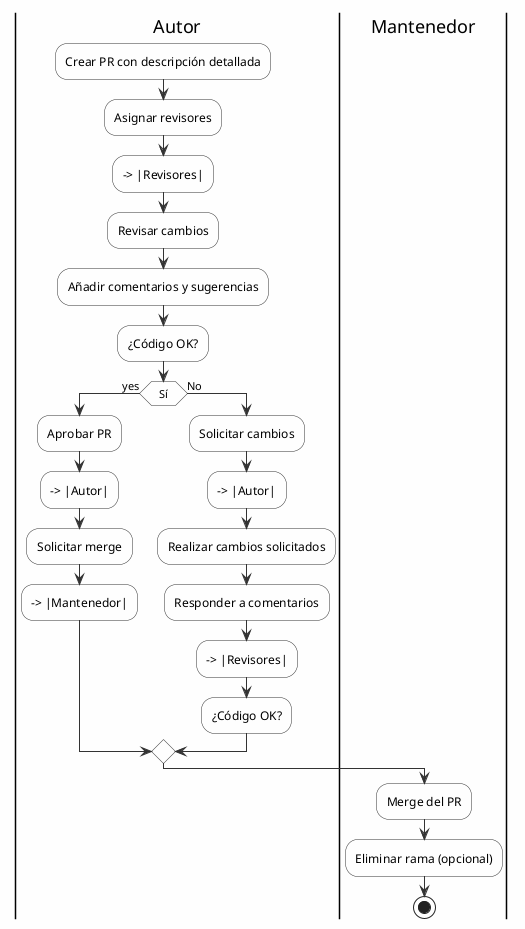 Autor
Mantenedor
Crear PR con descripción detallada
Asignar revisores
-> |Revisores|
Revisar cambios
Añadir comentarios y sugerencias
¿Código OK?
yes
Sí
No
Aprobar PR
-> |Autor|
Solicitar merge
-> |Mantenedor|
Solicitar cambios
-> |Autor|
Realizar cambios solicitados
Responder a comentarios
-> |Revisores|
¿Código OK?
Merge del PR
Eliminar rama (opcional)